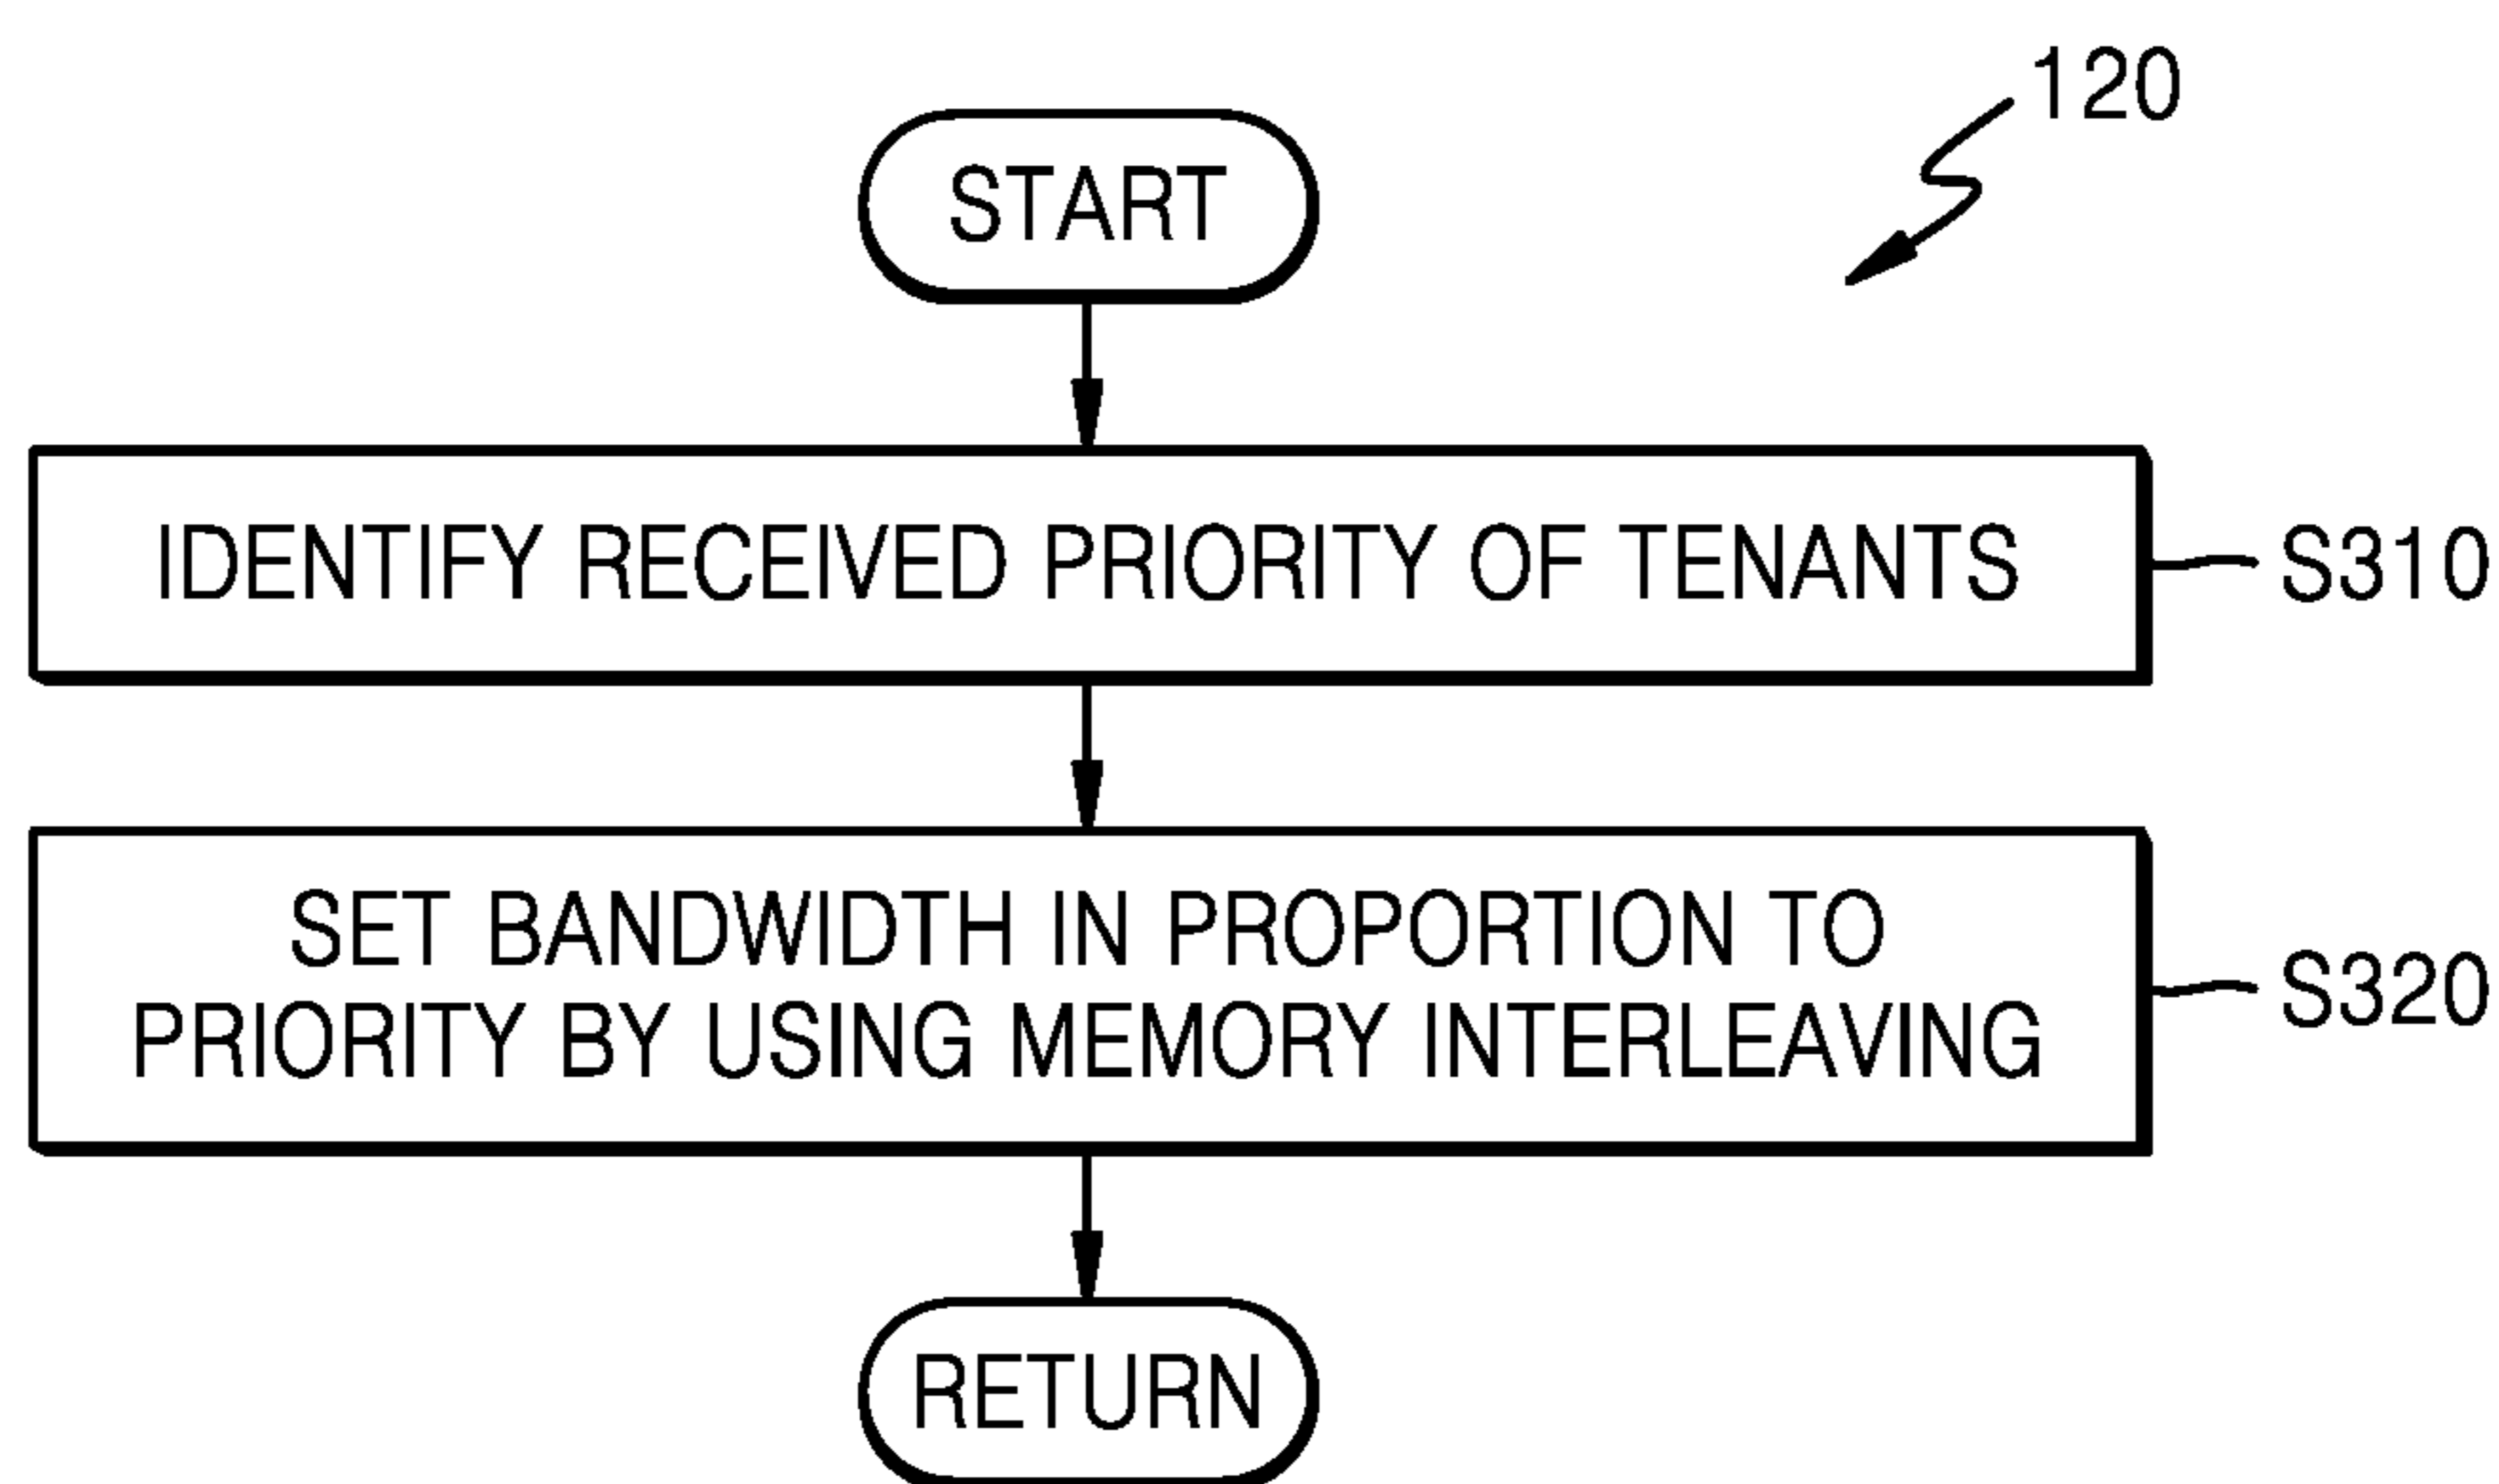 120
START
IDENTIFY RECEIVED PRIORITY OF TENANTS
S310
SET BANDWIDTH IN PROPORTION TO
PRIORITY BY USING MEMORY INTERLEAVING
S320
RETURN